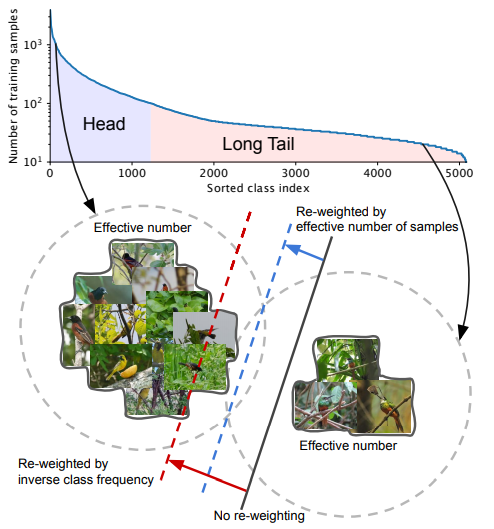 Number of training samples
10³
10²
10¹
Head
Long Tail
0
1000
2000
3000
4000
5000
Sorted class index
Re-weighted by
effective number of samples
Effective number
Effective number
Re-weighted by
inverse class frequency
No re-weighting